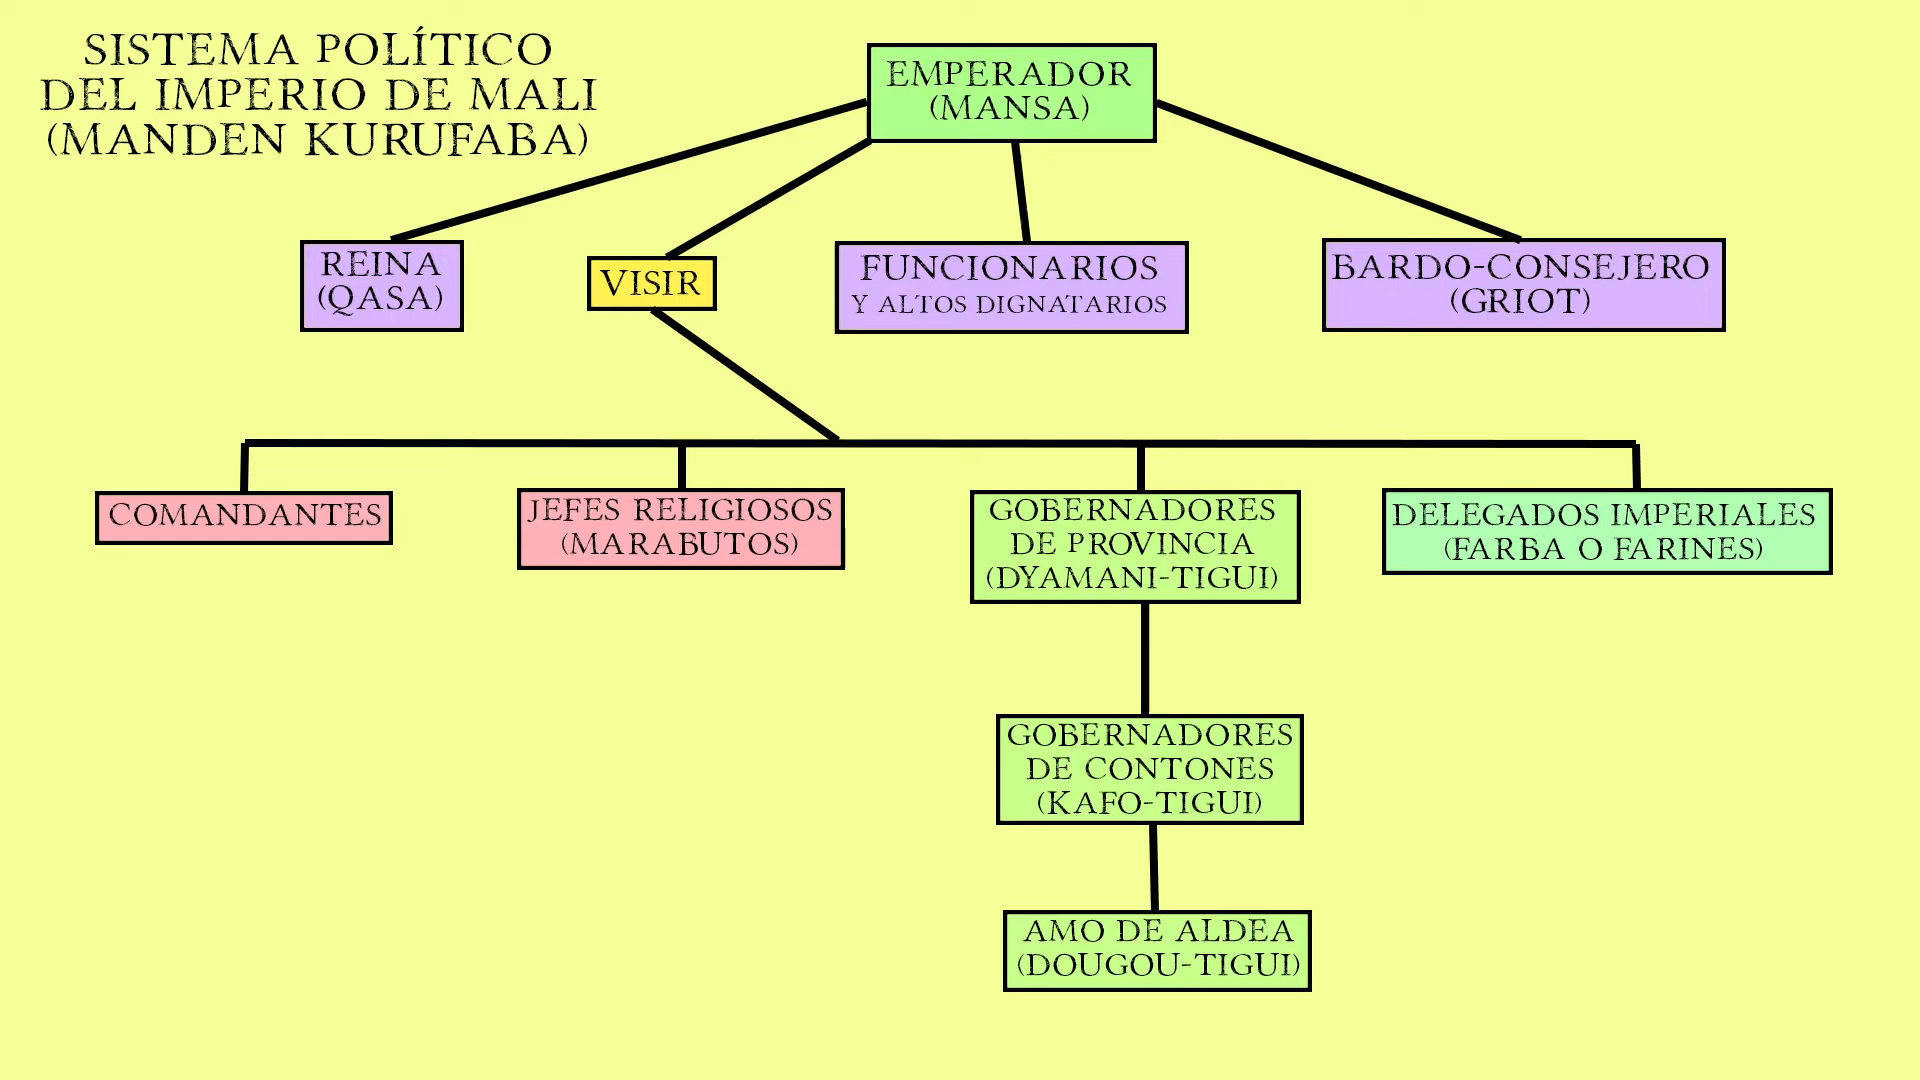 SISTEMA POLÍTICO
DEL IMPERIO DE MALI
(MANDEN KURUFABA)
EMPERADOR
(MANSA)
REINA
(QASA)
VISIR
FUNCIONARIOS
Y ALTOS DIGNATARIOS
BARDO-CONSEJERO
(GRIOT)
COMANDANTES
JEFES RELIGIOSOS
(MARABUTOS)
GOBERNADORES
DE PROVINCIA
(DYAMANI-TIGUI)
DELEGADOS IMPERIALES
(FARBA O FARINES)
GOBERNADORES
DE CONTONES
(KAFO-TIGUI)
AMO DE ALDEA
(DOUGOU-TIGUI)